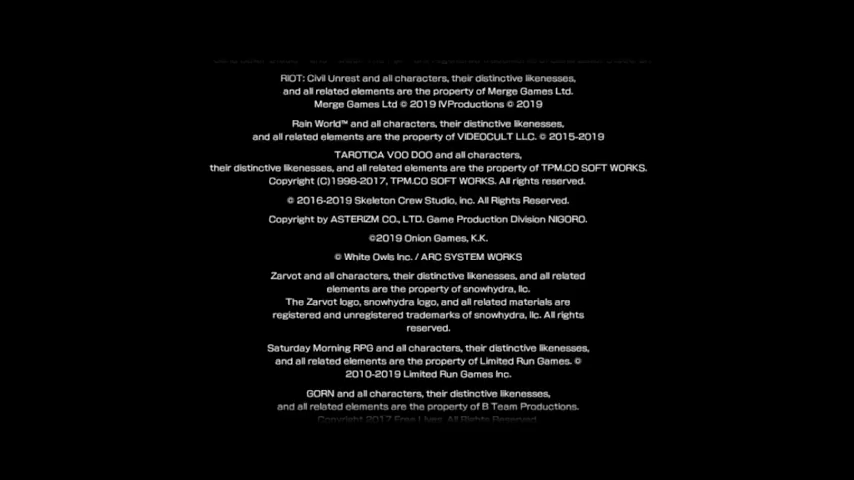 RIOT: Civil Unrest and all characters, their distinctive likenesses,
and all related elements are the property of Merge Games Ltd.
Merge Games Ltd © 2019 IVProductions © 2019
Rain World™ and all characters, their distinctive likenesses,
and all related elements are the property of VIDEOCULT LLC. © 2015-2019
TAROTICA VOO DOO and all characters,
their distinctive likenesses, and all related elements are the property of TPM.CO SOFT WORKS.
Copyright (C)1998-2017, TPM.CO SOFT WORKS. All rights reserved.
© 2016-2019 Skeleton Crew Studio, inc. All Rights Reserved.
Copyright by ASTERIZM CO., LTD. Game Production Division NIGORO.
©2019 Onion Games, K.K.
© White Owls Inc. / ARC SYSTEM WORKS
Zarvot and all characters, their distinctive likenesses, and all related
elements are the property of snowhydra, llc.
The Zarvot logo, snowhydra logo, and all related materials are
registered and unregistered trademarks of snowhydra, llc. All rights
reserved.
Saturday Morning RPG and all characters, their distinctive likenesses,
and all related elements are the property of Limited Run Games. ©
2010-2019 Limited Run Games Inc.
GORN and all characters, their distinctive likenesses,
and all related elements are the property of B Team Productions.
Copyright 2017 Free Lives. All Rights Reserved.